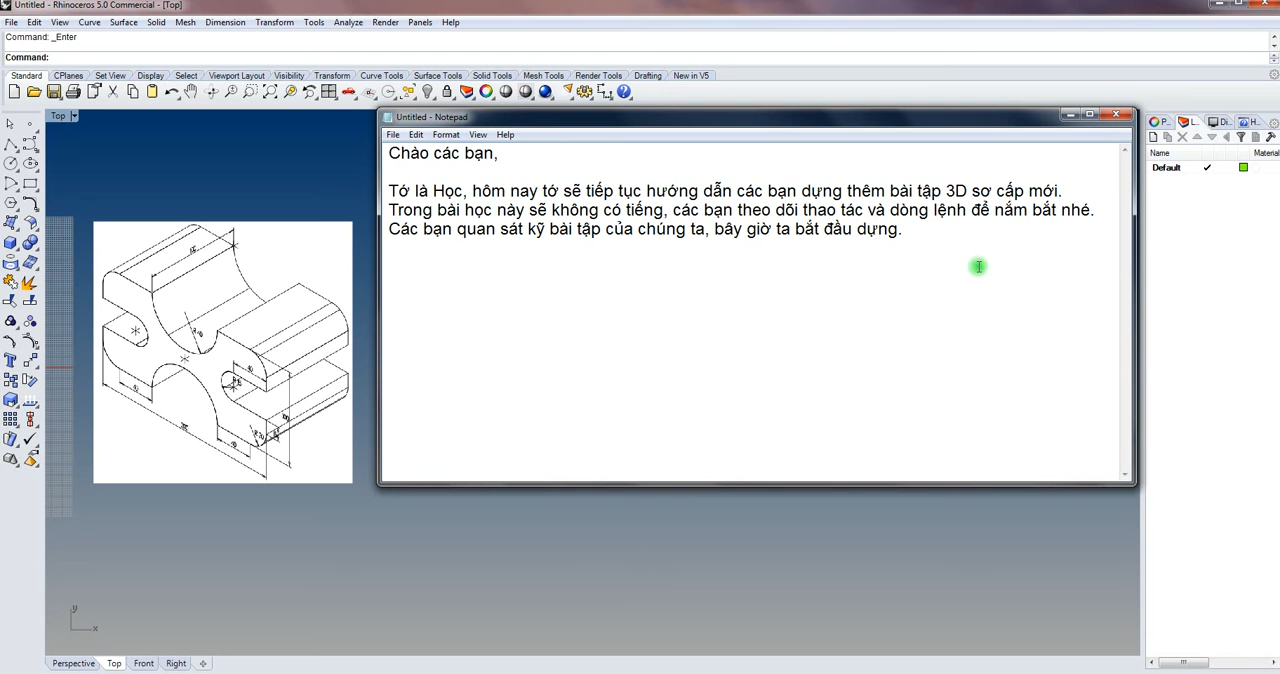 Untitled - Rhinoceros 5.0 Commercial - [Top]
File Edit View Curve Surface Solid Mesh Dimension Transform Tools Analyze Render Panels Help
Command: _Enter
Command:
Standard CPlanes Set View Display Select Viewport Layout Visibility Transform Curve Tools Surface Tools Solid Tools Mesh Tools Render Tools Drafting New in V5
Top
Untitled - Notepad
File Edit Format View Help
Chào các bạn,
Tớ là Học, hôm nay tớ sẽ tiếp tục hướng dẫn các bạn dựng thêm bài tập 3D sơ cấp mới.
Trong bài học này sẽ không có tiếng, các bạn theo dõi thao tác và dòng lệnh để nắm bắt nhé.
Các bạn quan sát kỹ bài tập của chúng ta, bây giờ ta bắt đầu dựng.
P... L... Di... H...
Name Material
Default
y
x
Perspective Top Front Right